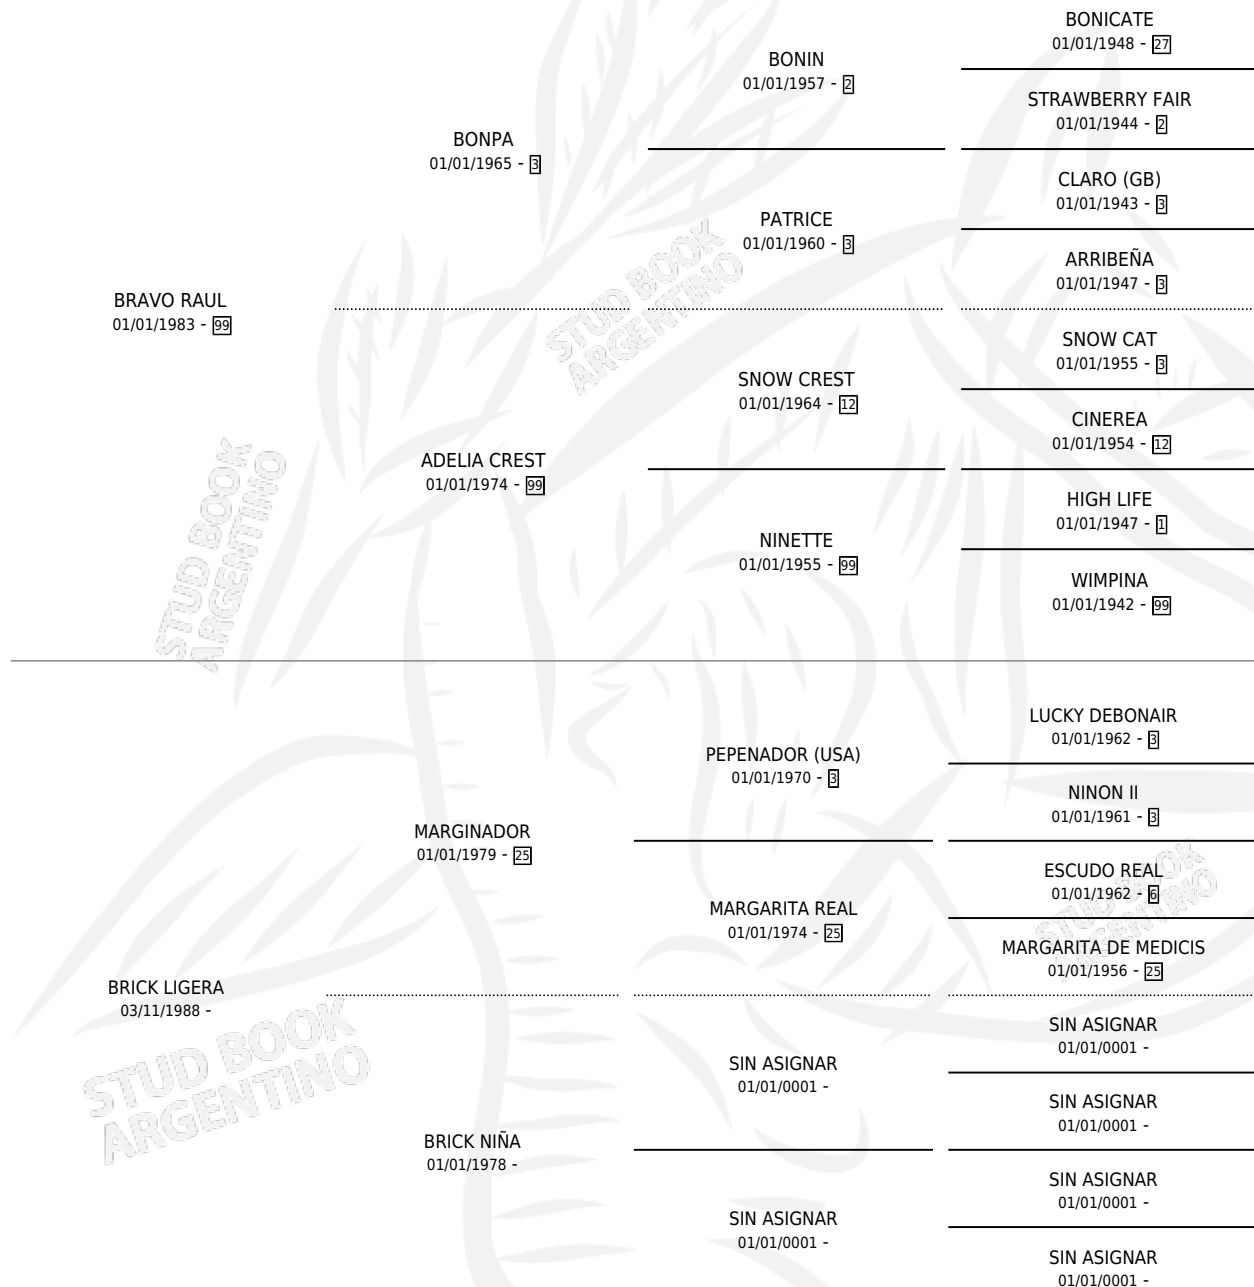 BRAVO RAUL
01/01/1983 - 99
BONPA
01/01/1965 - 3
ADELIA CREST
01/01/1974 - 99
BONIN
01/01/1957 - 2
PATRICE
01/01/1960 - 3
SNOW CREST
01/01/1964 - 12
NINETTE
01/01/1955 - 99
BONICATE
01/01/1948 - 27
STRAWBERRY FAIR
01/01/1944 - 2
CLARO (GB)
01/01/1943 - 3
ARRIBEÑA
01/01/1947 - 3
SNOW CAT
01/01/1955 - 3
CINEREA
01/01/1954 - 12
HIGH LIFE
01/01/1947 - 1
WIMPINA
01/01/1942 - 99
STUD BOOK
ARGENTINO
STUD BOOK
ARGENTINO
BRICK LIGERA
03/11/1988 -
MARGINADOR
01/01/1979 - 25
BRICK NIÑA
01/01/1978 -
PEPENADOR (USA)
01/01/1970 - 3
MARGARITA REAL
01/01/1974 - 25
SIN ASIGNAR
01/01/0001 -
SIN ASIGNAR
01/01/0001 -
LUCKY DEBONAIR
01/01/1962 - 3
NINON II
01/01/1961 - 3
ESCUDO REAL
01/01/1962 - 6
MARGARITA DE MEDICIS
01/01/1956 - 25
SIN ASIGNAR
01/01/0001 -
SIN ASIGNAR
01/01/0001 -
SIN ASIGNAR
01/01/0001 -
SIN ASIGNAR
01/01/0001 -
STUD BOOK
ARGENTINO
STUD BOOK
ARGENTINO